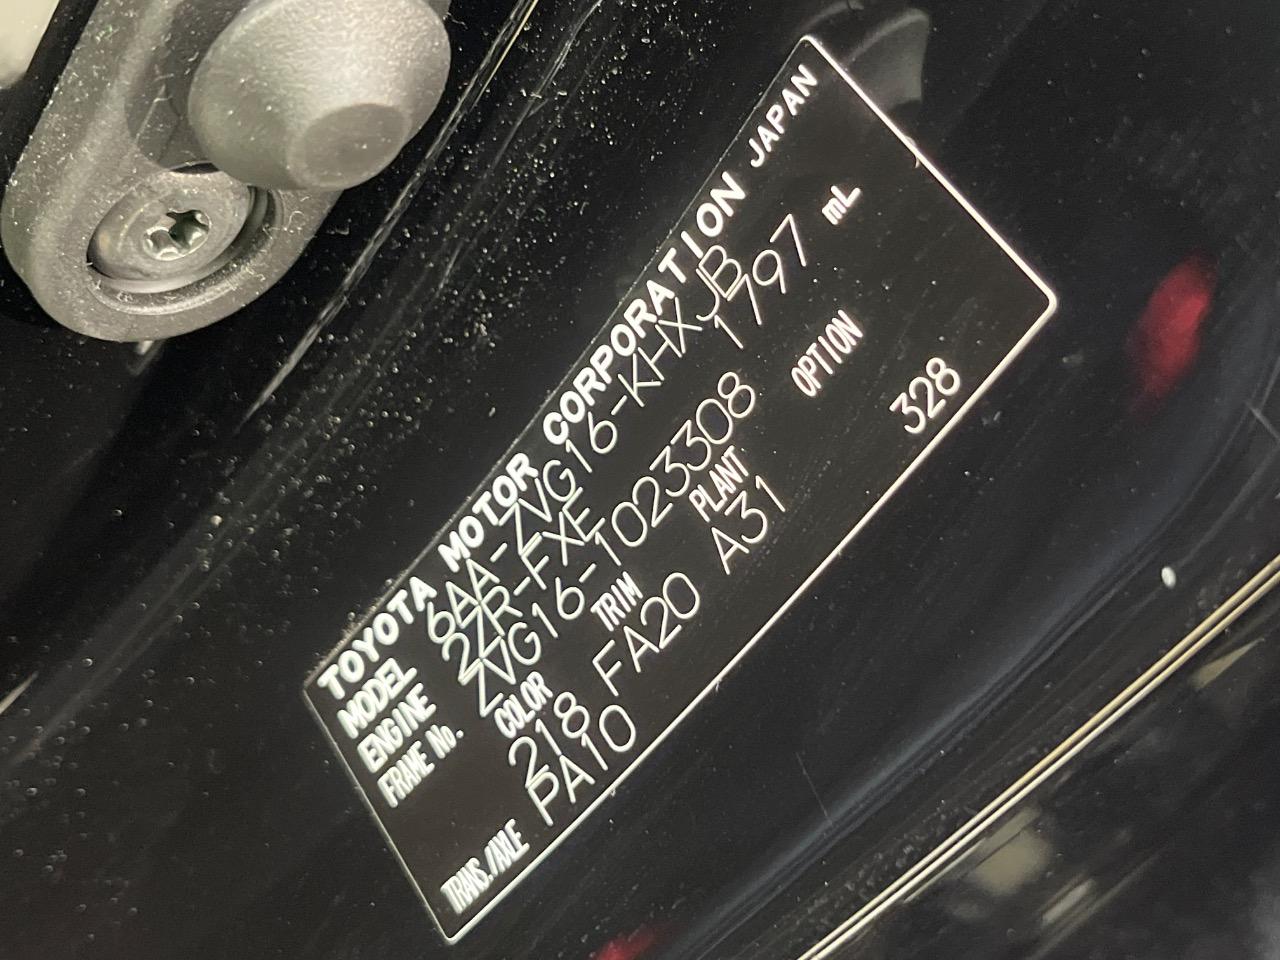 TOYOTA MOTOR CORPORATION JAPAN
MODEL 6AA-ZVG16-KHXJB
ENGINE 2ZR-FXE 1797 mL
FRAME No. ZVG16-1023308
COLOR TRIM PLANT OPTION
218 FA20 A31 328
TRANS./AXLE PA10